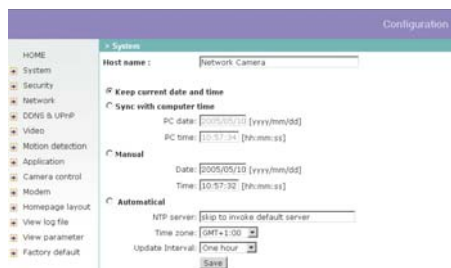 Configuration
HOME
System
Security
Network
DDNS & UPnP
Video
Motion detection
Application
Camera control
Modem
Homepage layout
View log file
View parameter
Factory default
> System
Host name : Network Camera
Keep current date and time
Sync with computer time
PC date: 2005/05/10 [yyyy/mm/dd]
PC time: 10:57:34 [hh:mm:ss]
Manual
Date: 2005/05/10 [yyyy/mm/dd]
Time: 10:57:32 [hh:mm:ss]
Automatical
NTP server: skip to invoke default server
Time zone: GMT+1:00
Update Interval: One hour
Save